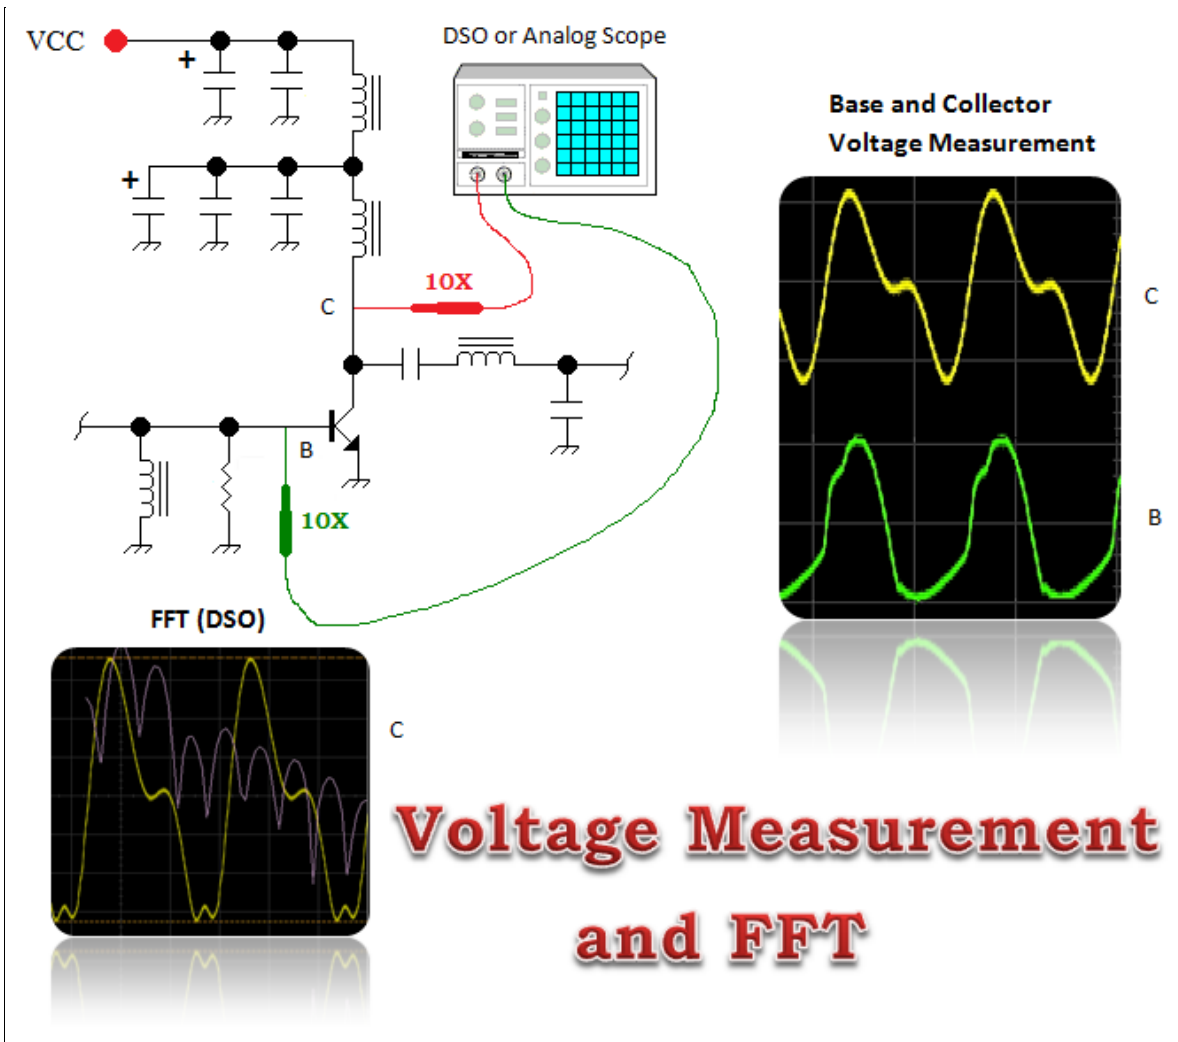 VCC
+
DSO or Analog Scope
Base and Collector
Voltage Measurement
+
10X
C
C
B
10X
B
FFT (DSO)
C
Voltage Measurement
and FFT